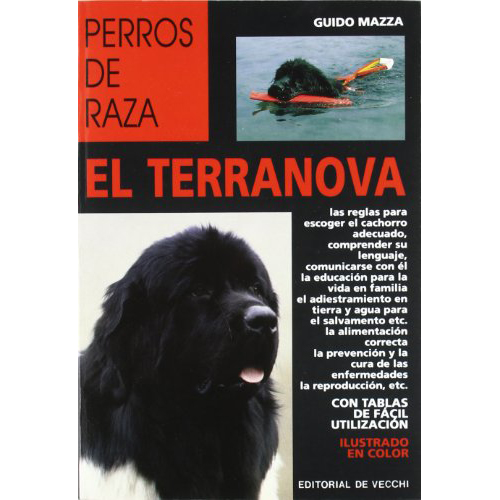 GUIDO MAZZA
PERROS
DE
RAZA
EL TERRANOVA
las reglas para
escoger el cachorro
adecuado,
comprender su
lenguaje,
comunicarse con él
la educación para la
vida en familia
el adiestramiento en
tierra y agua para
el salvamento etc.
la alimentación
correcta
la prevención y la
cura de las
enfermedades
la reproducción, etc.
CON TABLAS
DE FÁCIL
UTILIZACIÓN
ILUSTRADO
EN COLOR
EDITORIAL DE VECCHI